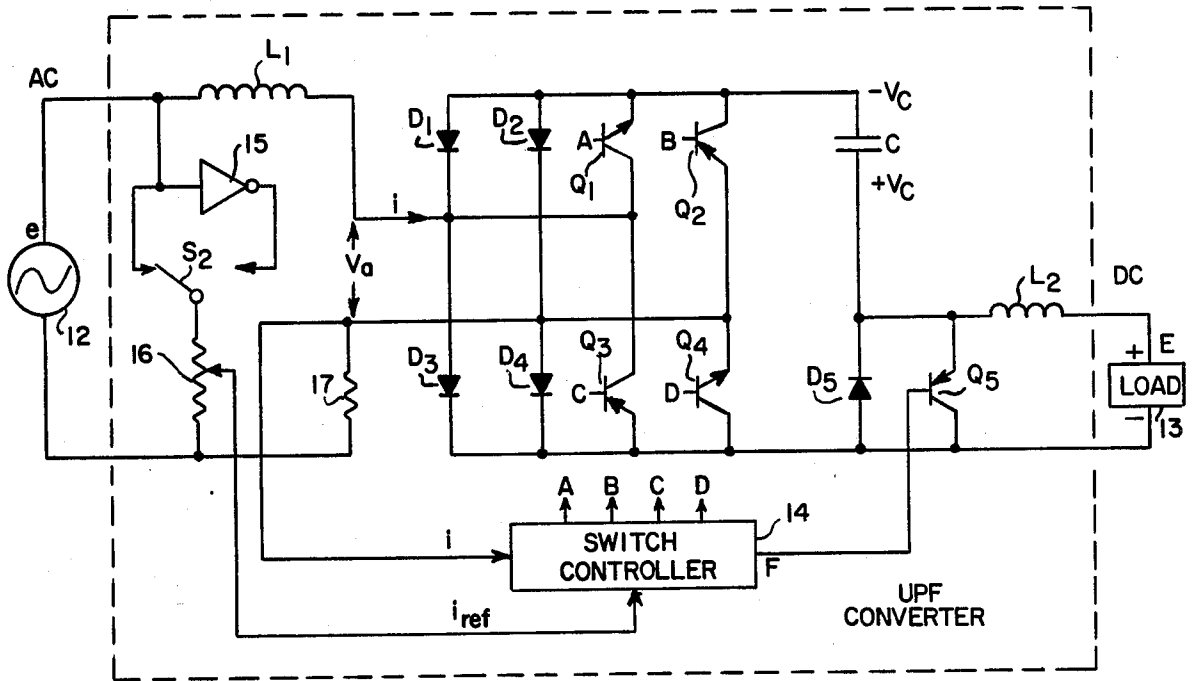 AC
L1
e
12
15
S2
16
17
i
Va
D1
D2
A
Q1
B
Q2
-VC
C
+VC
D3
D4
Q3
C
Q4
D
D5
Q5
L2
DC
+
E
LOAD
-
13
A B C D
14
SWITCH
CONTROLLER
F
i
iref
UPF
CONVERTER